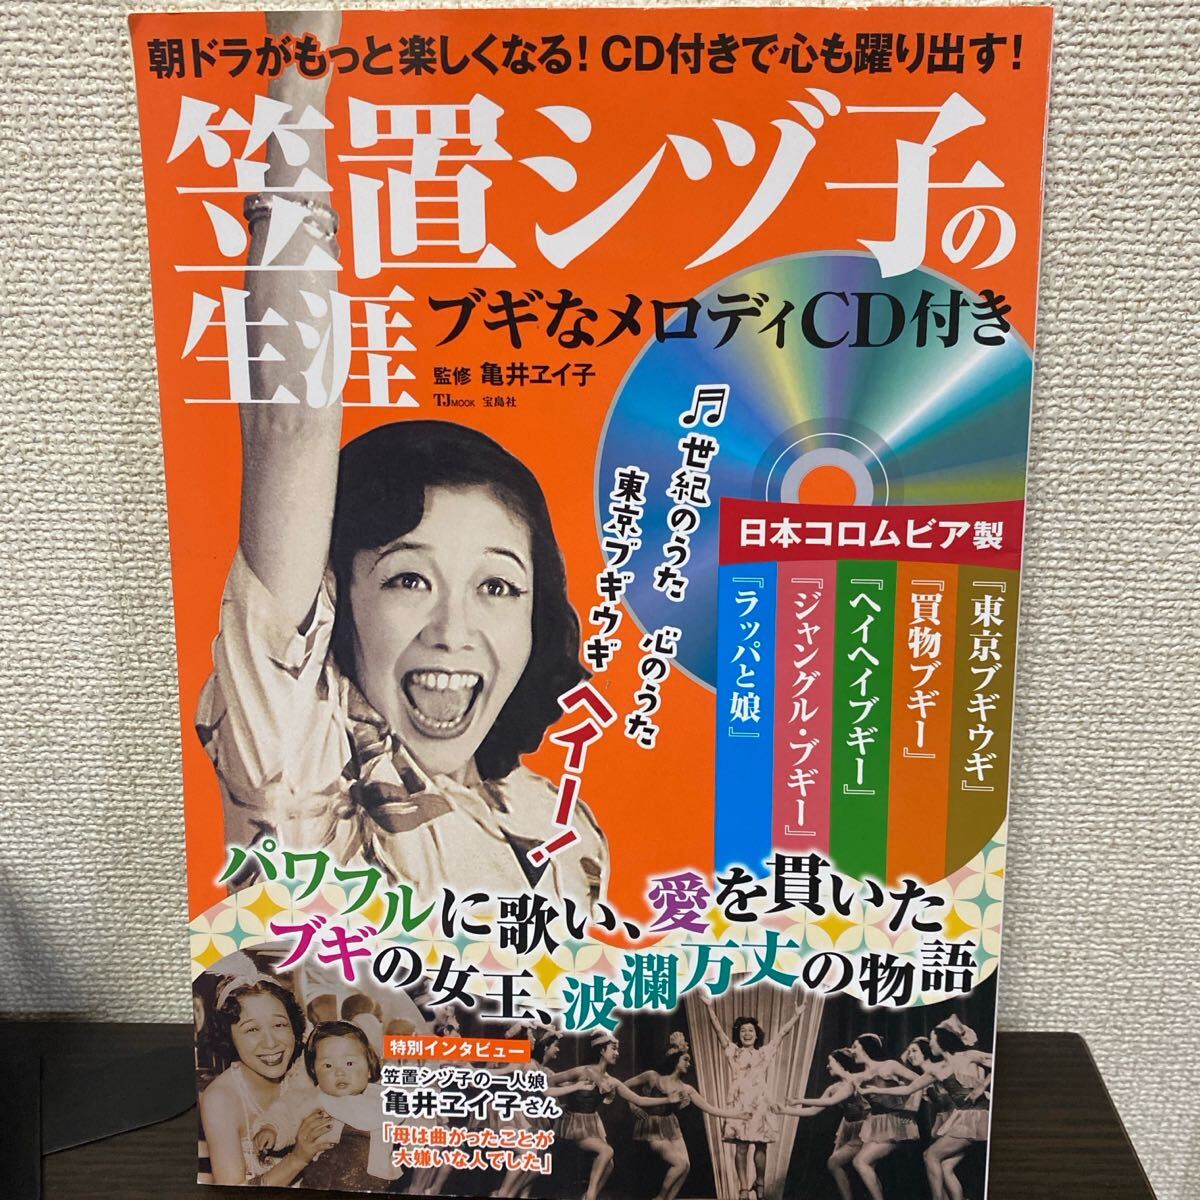 朝ドラがもっと楽しくなる！CD付きで心も躍り出す！
笠置シヅ子の
生涯
ブギなメロディCD付き
監修 亀井ヱイ子
TJMOOK 宝島社
♬世紀のうた 心のうた
東京ブギウギ ヘイー！
日本コロムビア製
『東京ブギウギ』
『買物ブギー』
『ヘイヘイブギー』
『ジャングル・ブギー』
『ラッパと娘』
パワフルに歌い、愛を貫いた
ブギの女王、波瀾万丈の物語
特別インタビュー
笠置シヅ子の一人娘
亀井ヱイ子さん
「母は曲がったことが
大嫌いな人でした」